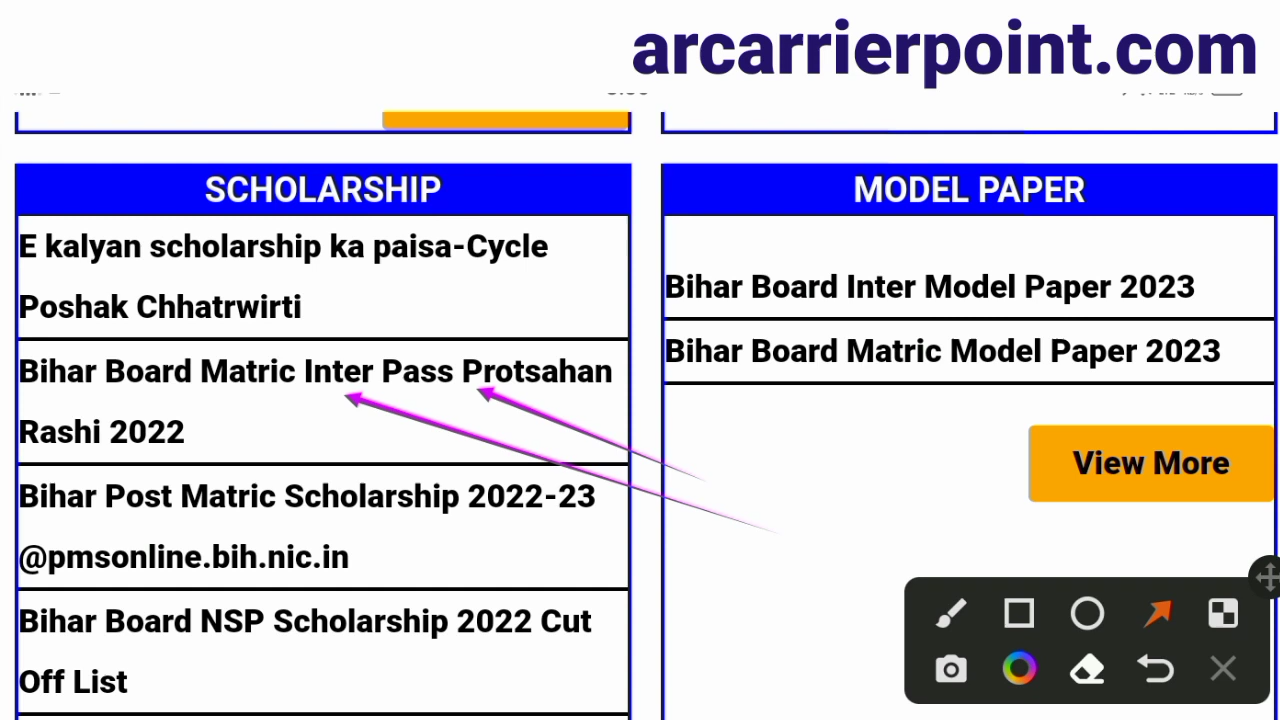 arcarrierpoint.com
SCHOLARSHIP
E kalyan scholarship ka paisa-Cycle
Poshak Chhatrwirti
Bihar Board Matric Inter Pass Protsahan
Rashi 2022
Bihar Post Matric Scholarship 2022-23
@pmsonline.bih.nic.in
Bihar Board NSP Scholarship 2022 Cut
Off List
MODEL PAPER
Bihar Board Inter Model Paper 2023
Bihar Board Matric Model Paper 2023
View More